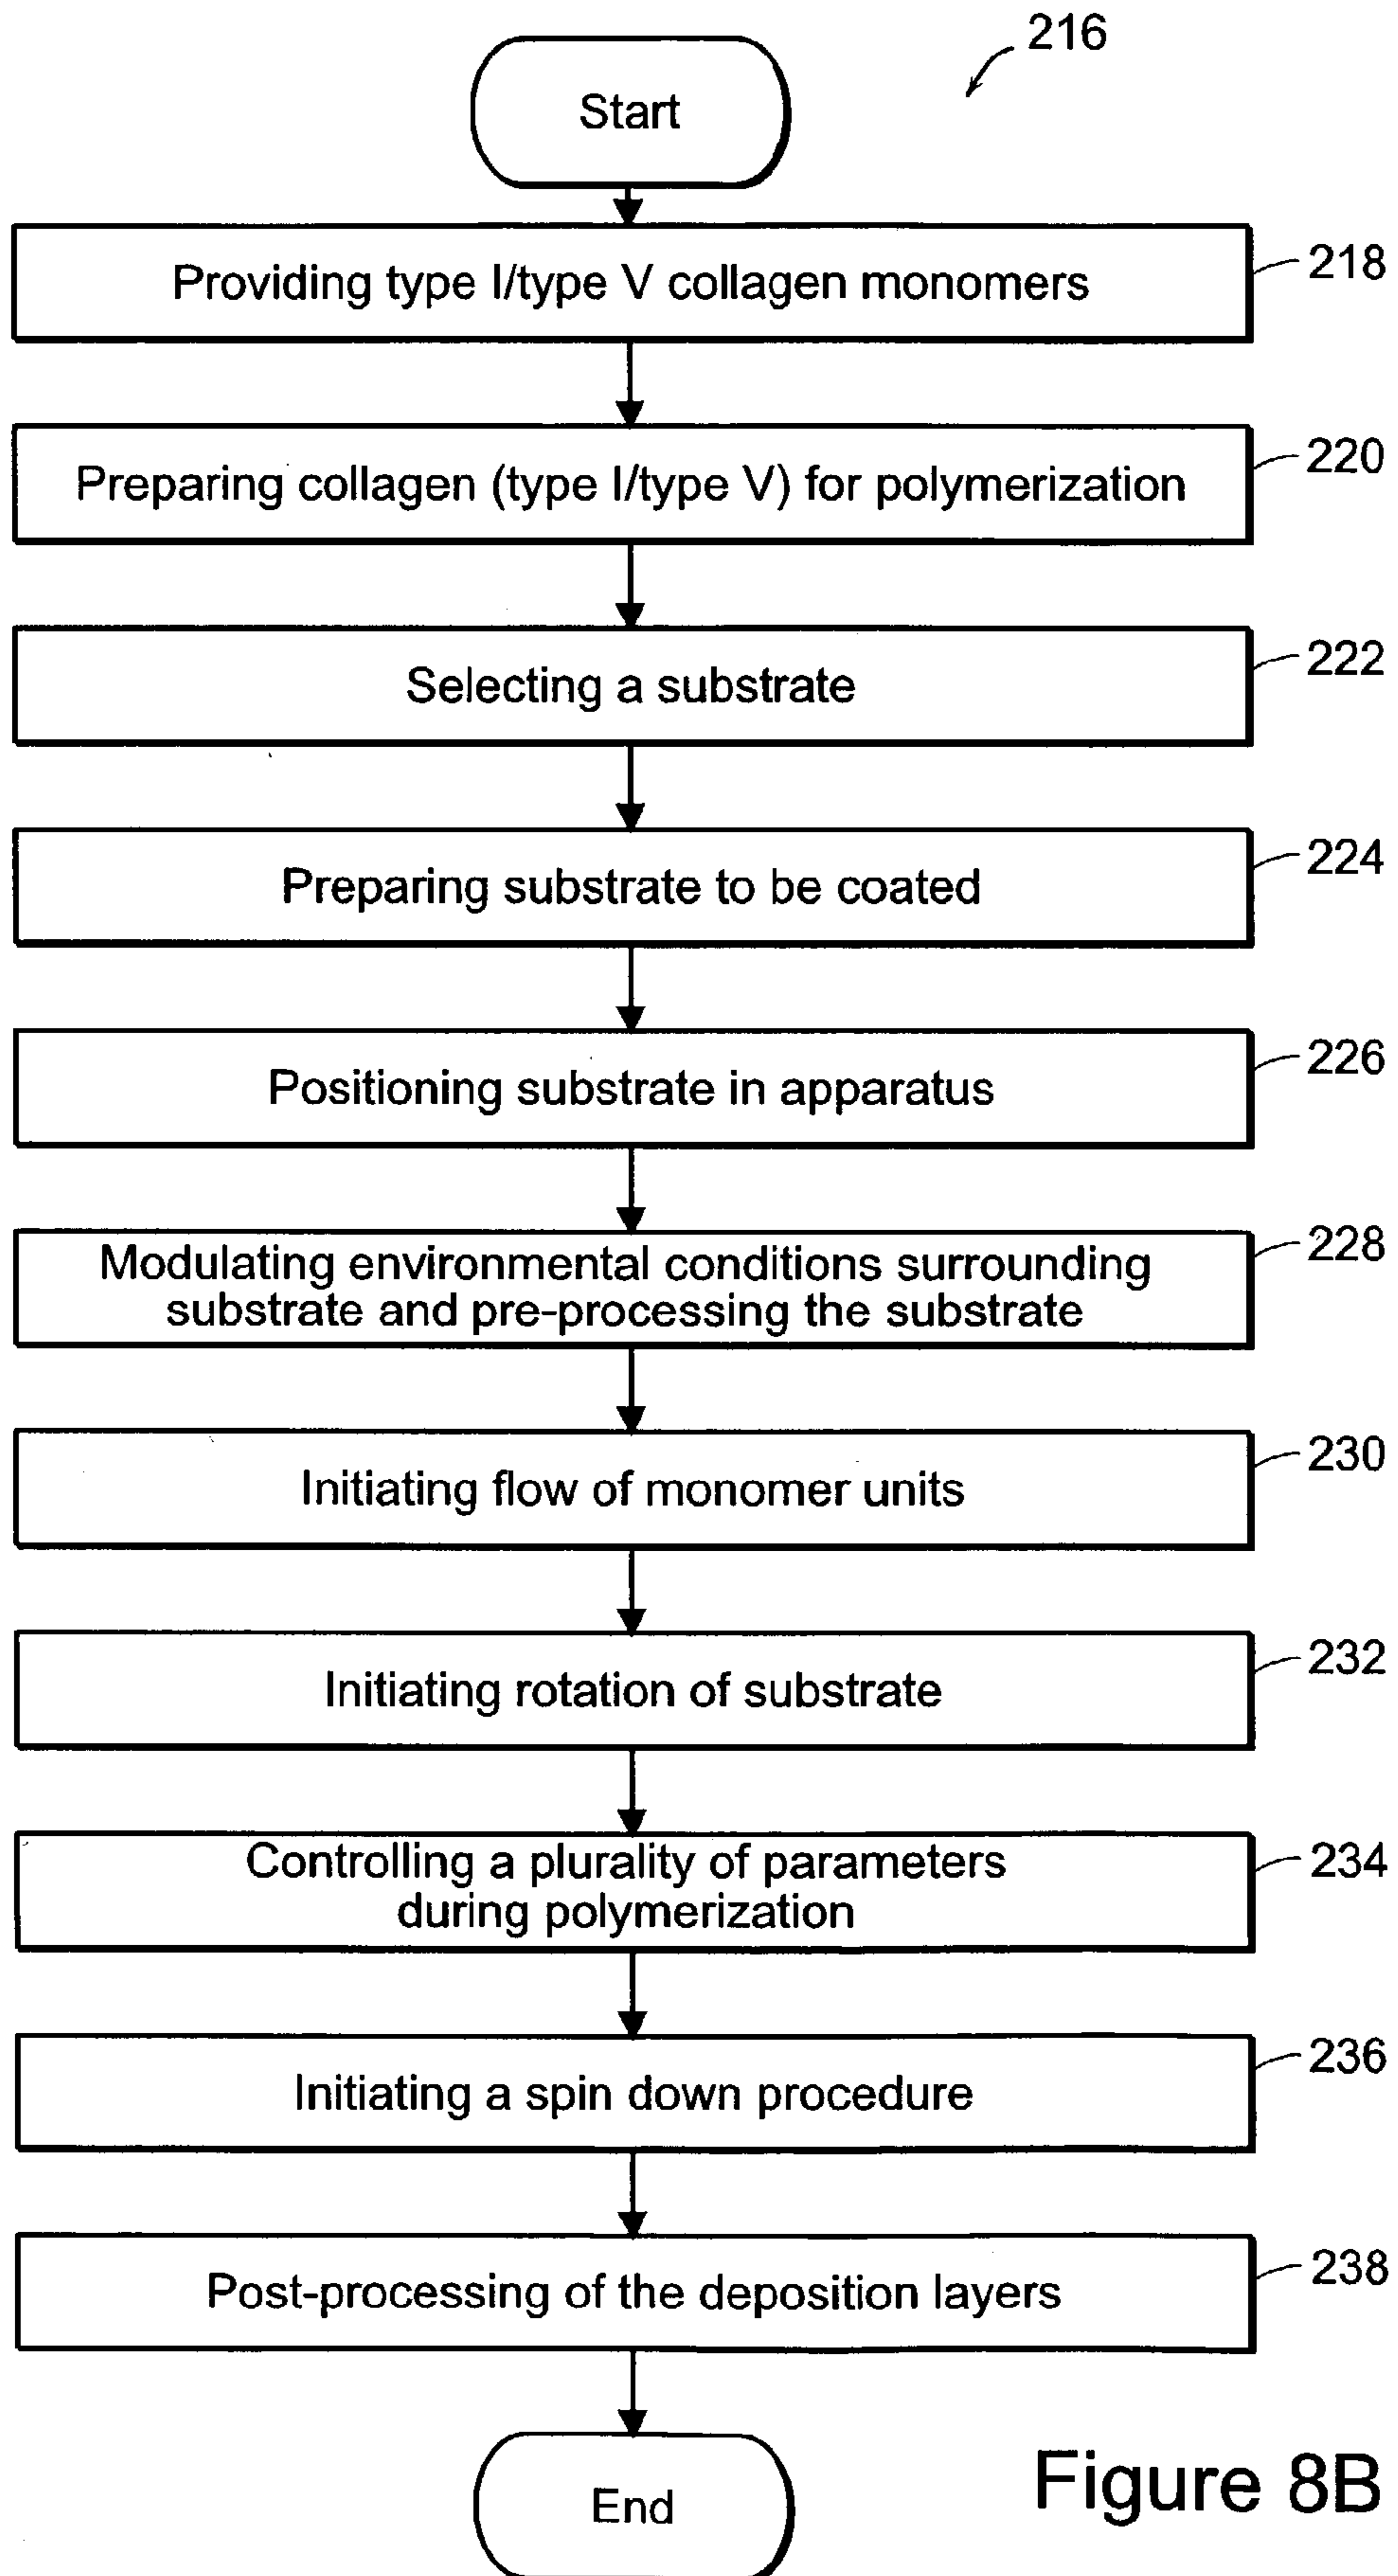 216
Start
Providing type I/type V collagen monomers
218
Preparing collagen (type I/type V) for polymerization
220
Selecting a substrate
222
Preparing substrate to be coated
224
Positioning substrate in apparatus
226
Modulating environmental conditions surrounding
substrate and pre-processing the substrate
228
Initiating flow of monomer units
230
Initiating rotation of substrate
232
Controlling a plurality of parameters
during polymerization
234
Initiating a spin down procedure
236
Post-processing of the deposition layers
238
End
Figure 8B